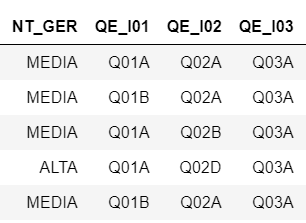 NT_GER QE_I01 QE_I02 QE_I03
MEDIA Q01A Q02A Q03A
MEDIA Q01B Q02A Q03A
MEDIA Q01A Q02B Q03A
ALTA Q01A Q02D Q03A
MEDIA Q01B Q02A Q03A